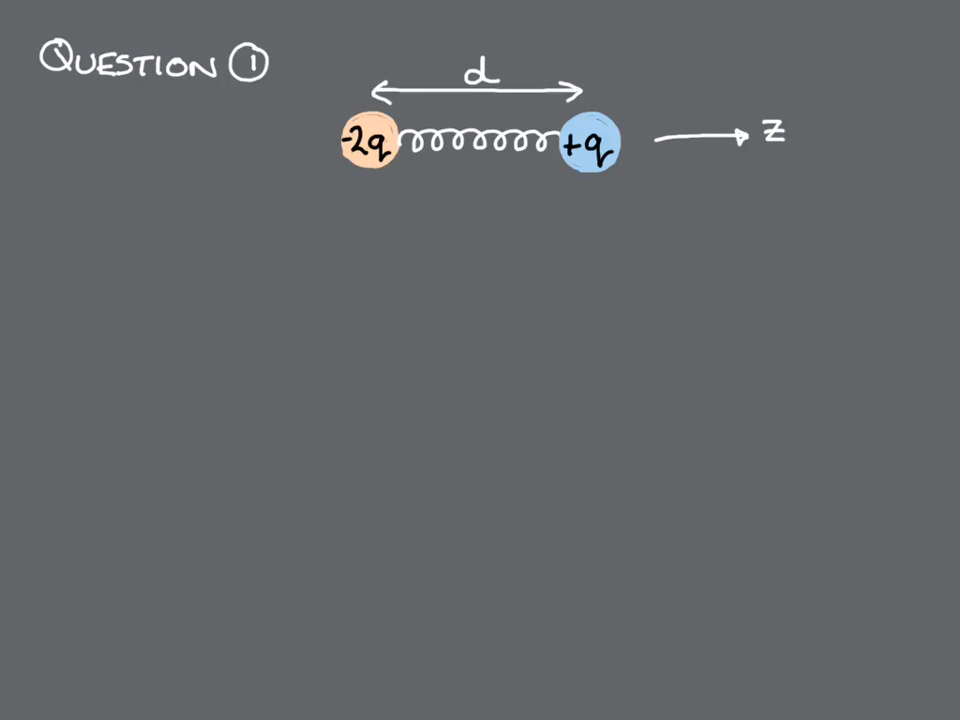 QUESTION ①
d
-2q
+q
z